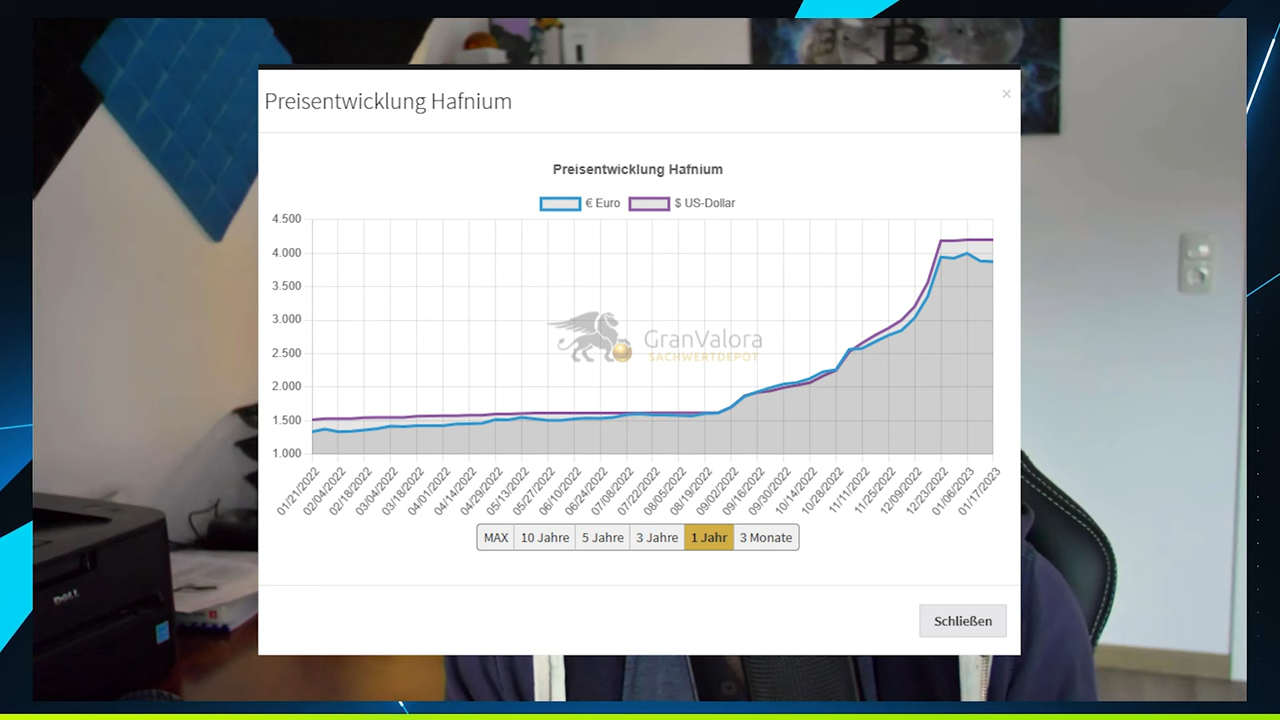 B
Preisentwicklung Hafnium
×
Preisentwicklung Hafnium
€ Euro $ US-Dollar
4.500
4.000
3.500
3.000
2.500
2.000
1.500
1.000
GranValora
SACHWERTDEPOT
01/21/2022 02/04/2022 02/18/2022 03/04/2022 03/18/2022 04/01/2022 04/14/2022 04/29/2022 05/13/2022 05/27/2022 06/10/2022 06/24/2022 07/08/2022 07/22/2022 08/05/2022 08/19/2022 09/02/2022 09/16/2022 09/30/2022 10/14/2022 10/28/2022 11/11/2022 11/25/2022 12/09/2022 12/23/2022 01/06/2023 01/17/2023
MAX 10 Jahre 5 Jahre 3 Jahre 1 Jahr 3 Monate
DELL
Schließen